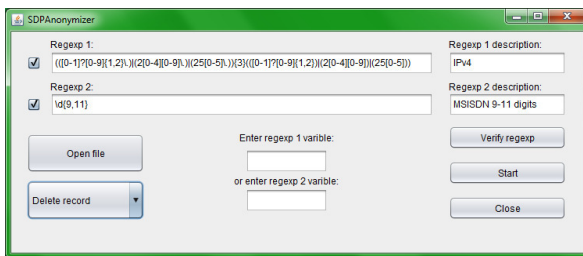 SDPAnonymizer
Regexp 1:
Regexp 1 description:
(([0-1]?[0-9]{1,2}\.)|(2[0-4][0-9]\.)|(25[0-5]\.)){3}(([0-1]?[0-9]{1,2})|(2[0-4][0-9])|(25[0-5]))
IPv4
Regexp 2:
Regexp 2 description:
\d{9,11}
MSISDN 9-11 digits
Open file
Enter regexp 1 varible:
Verify regexp
or enter regexp 2 varible:
Start
Delete record
Close